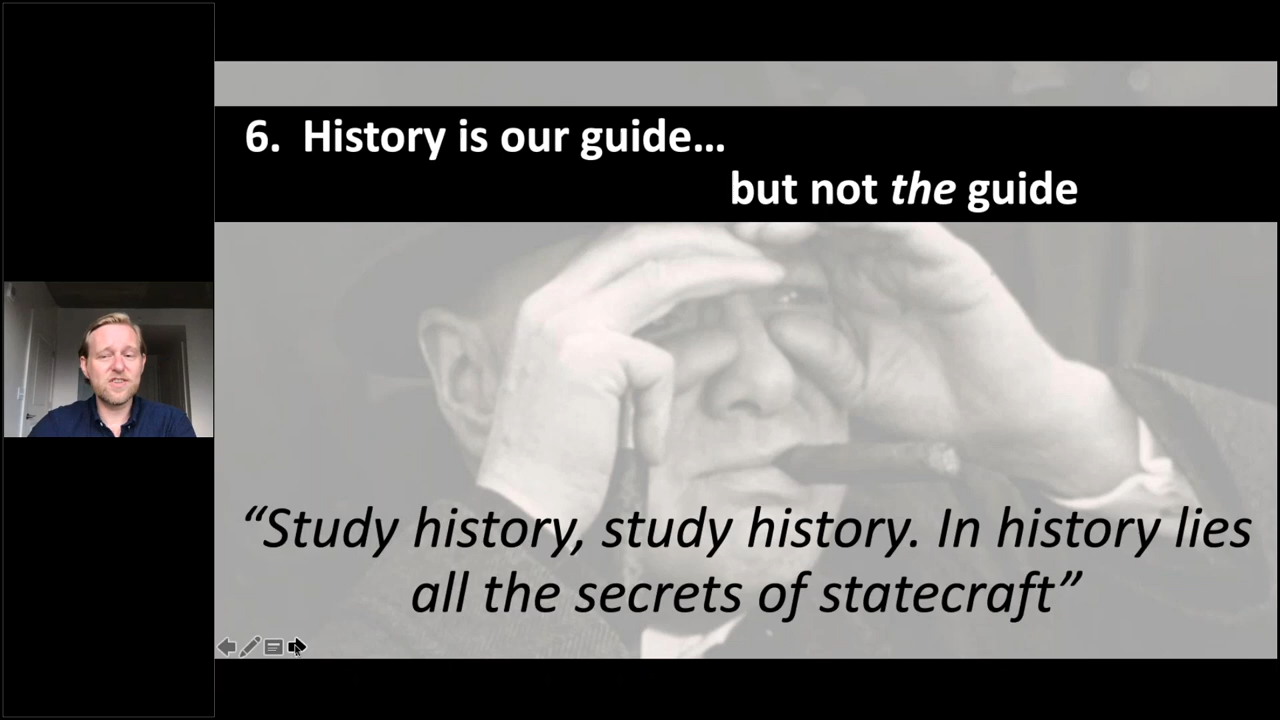 6. History is our guide…
but not the guide
“Study history, study history. In history lies
all the secrets of statecraft”